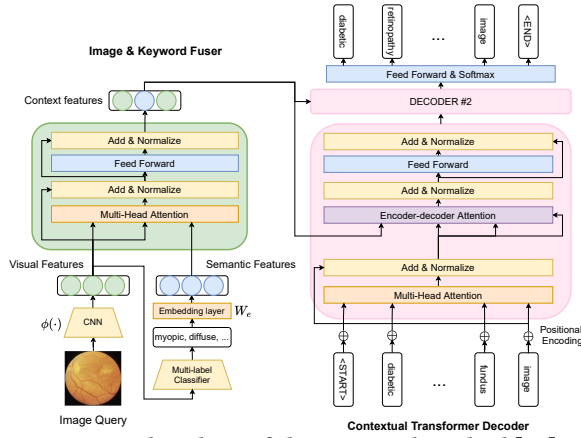 Image & Keyword Fuser
Context features
Add & Normalize
Feed Forward
Add & Normalize
Multi-Head Attention
Visual Features
Semantic Features
ϕ(·)
CNN
Embedding layer
W_e
myopic, diffuse, ...
Multi-label
Classifier
Image Query
diabetic
retinopathy
...
image
<END>
Feed Forward & Softmax
DECODER #2
Add & Normalize
Feed Forward
Add & Normalize
Encoder-decoder Attention
Add & Normalize
Multi-Head Attention
Positional
Encoding
<START>
diabetic
...
fundus
image
Contextual Transformer Decoder